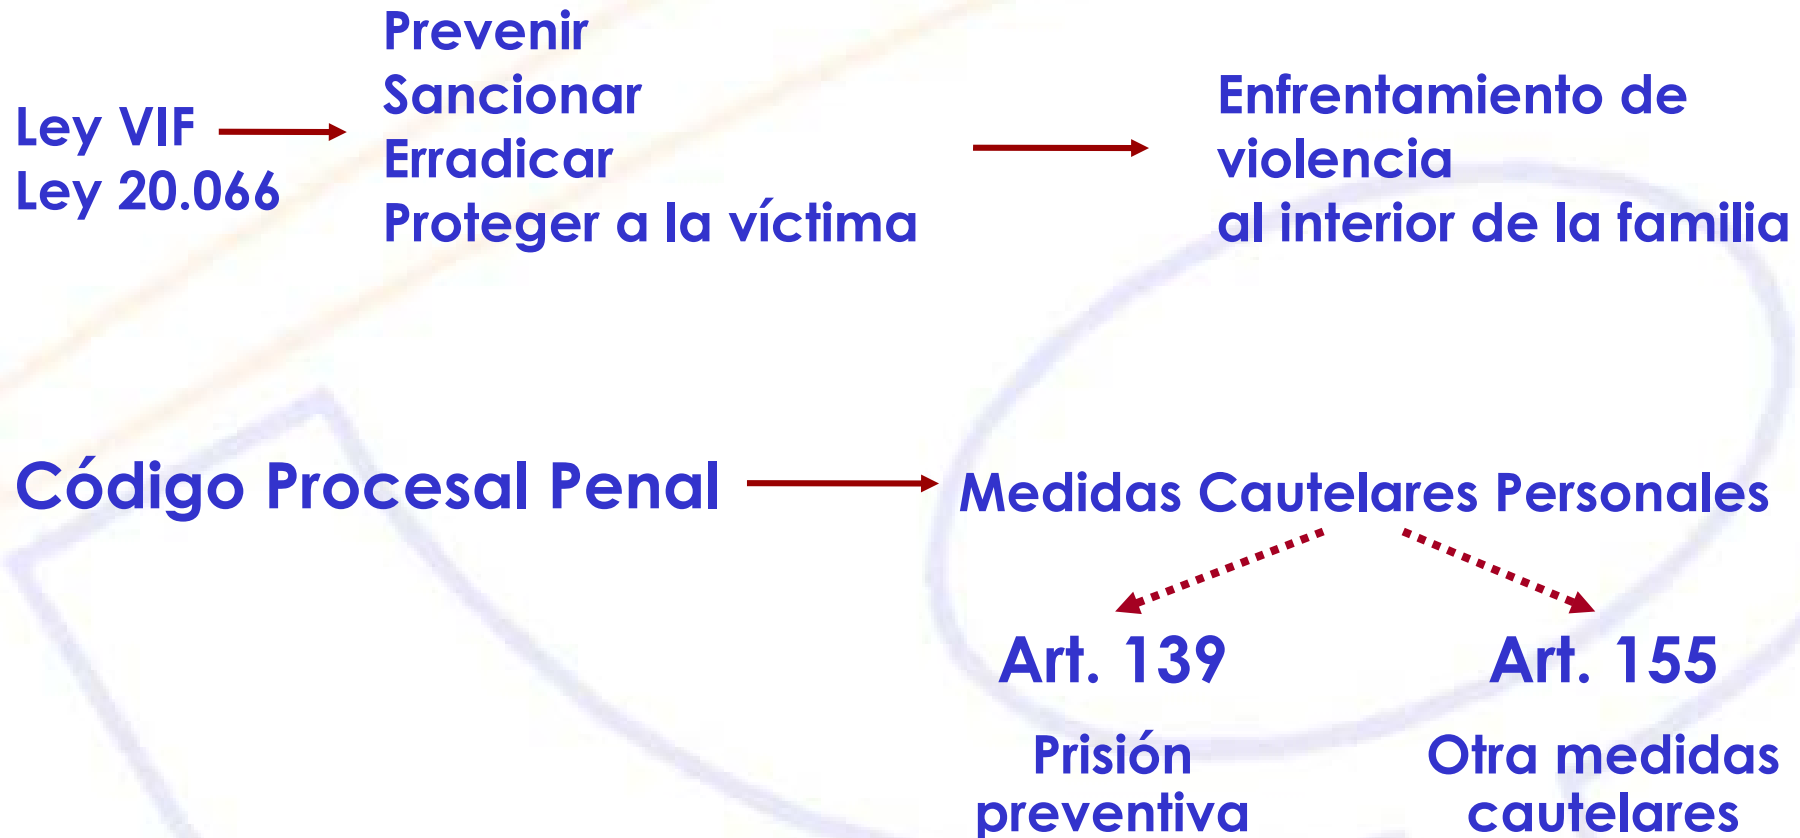 Ley VIF
Ley 20.066
Prevenir
Sancionar
Erradicar
Proteger a la víctima
Enfrentamiento de
violencia
al interior de la familia
Código Procesal Penal
Medidas Cautelares Personales
Art. 139
Prisión
preventiva
Art. 155
Otra medidas
cautelares